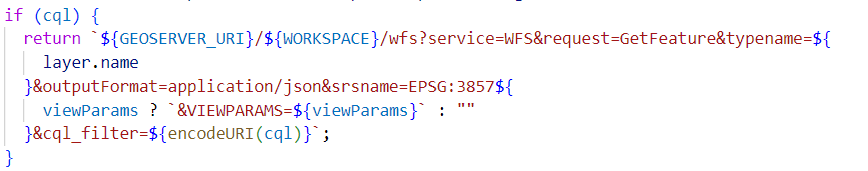 if (cql) {
return `${GEOSERVER_URI}/${WORKSPACE}/wfs?service=WFS&request=GetFeature&typename=${
layer.name
}&outputFormat=application/json&srsname=EPSG:3857${
viewParams ? `&VIEWPARAMS=${viewParams}` : ""
}&cql_filter=${encodeURI(cql)}`;
}